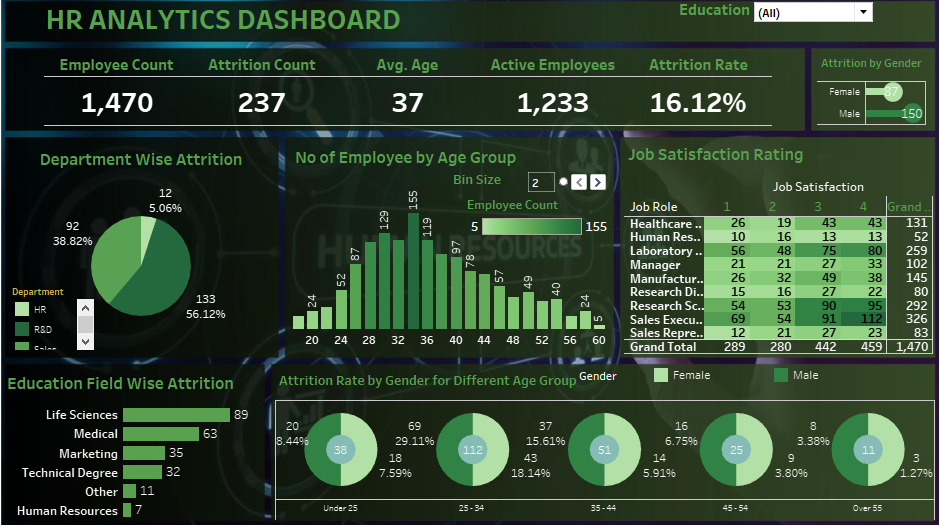 HR ANALYTICS DASHBOARD
Education (All)
Employee Count Attrition Count Avg. Age Active Employees Attrition Rate
1,470 237 37 1,233 16.12%
Attrition by Gender
Female 87
Male 150
Department Wise Attrition
12
5.06%
92
38.82%
133
56.12%
Department
HR
R&D
Sales
No of Employee by Age Group
Bin Size 2
Employee Count
5 155
24 52 87 129 155 119 97 78 57 49 40 24 5
20 24 28 32 36 40 44 48 52 56 60
Job Satisfaction Rating
Job Satisfaction
Job Role 1 2 3 4 Grand ..
Healthcare .. 26 19 43 43 131
Human Res.. 10 16 13 13 52
Laboratory .. 56 48 75 80 259
Manager 21 21 27 33 102
Manufactur.. 26 32 49 38 145
Research Di.. 15 16 27 22 80
Research Sc.. 54 53 90 95 292
Sales Execu.. 69 54 91 112 326
Sales Repre.. 12 21 27 23 83
Grand Total 289 280 442 459 1,470
Education Field Wise Attrition
Life Sciences 89
Medical 63
Marketing 35
Technical Degree 32
Other 11
Human Resources 7
Attrition Rate by Gender for Different Age Group
Gender Female Male
20
8.44%
38
18
7.59%
69
29.11%
112
43
18.14%
37
15.61%
51
14
5.91%
16
6.75%
25
9
3.80%
8
3.38%
11
3
1.27%
Under 25 25 - 34 35 - 44 45 - 54 Over 55